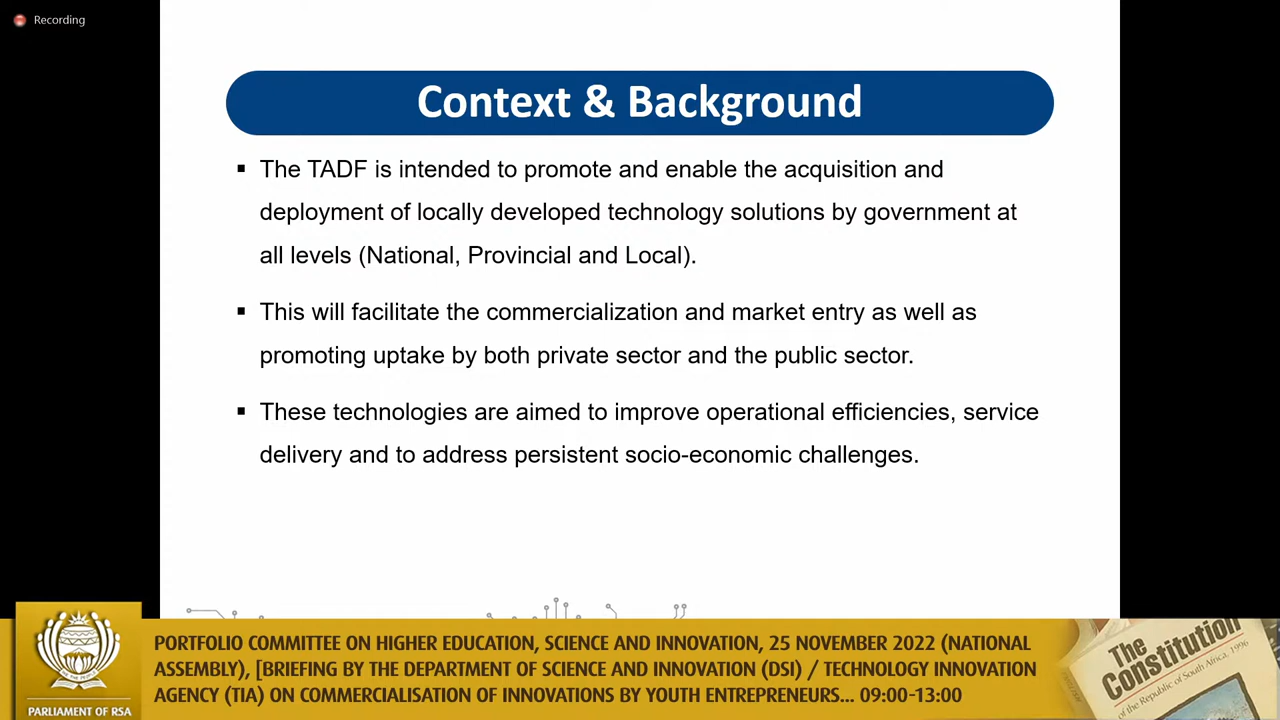 Recording
Context & Background
▪ The TADF is intended to promote and enable the acquisition and
deployment of locally developed technology solutions by government at
all levels (National, Provincial and Local).
▪ This will facilitate the commercialization and market entry as well as
promoting uptake by both private sector and the public sector.
▪ These technologies are aimed to improve operational efficiencies, service
delivery and to address persistent socio-economic challenges.
PORTFOLIO COMMITTEE ON HIGHER EDUCATION, SCIENCE AND INNOVATION, 25 NOVEMBER 2022 (NATIONAL
ASSEMBLY), [BRIEFING BY THE DEPARTMENT OF SCIENCE AND INNOVATION (DSI) / TECHNOLOGY INNOVATION
AGENCY (TIA) ON COMMERCIALISATION OF INNOVATIONS BY YOUTH ENTREPRENEURS... 09:00-13:00
PARLIAMENT OF RSA
The
Constitution
of the Republic of South Africa, 1996